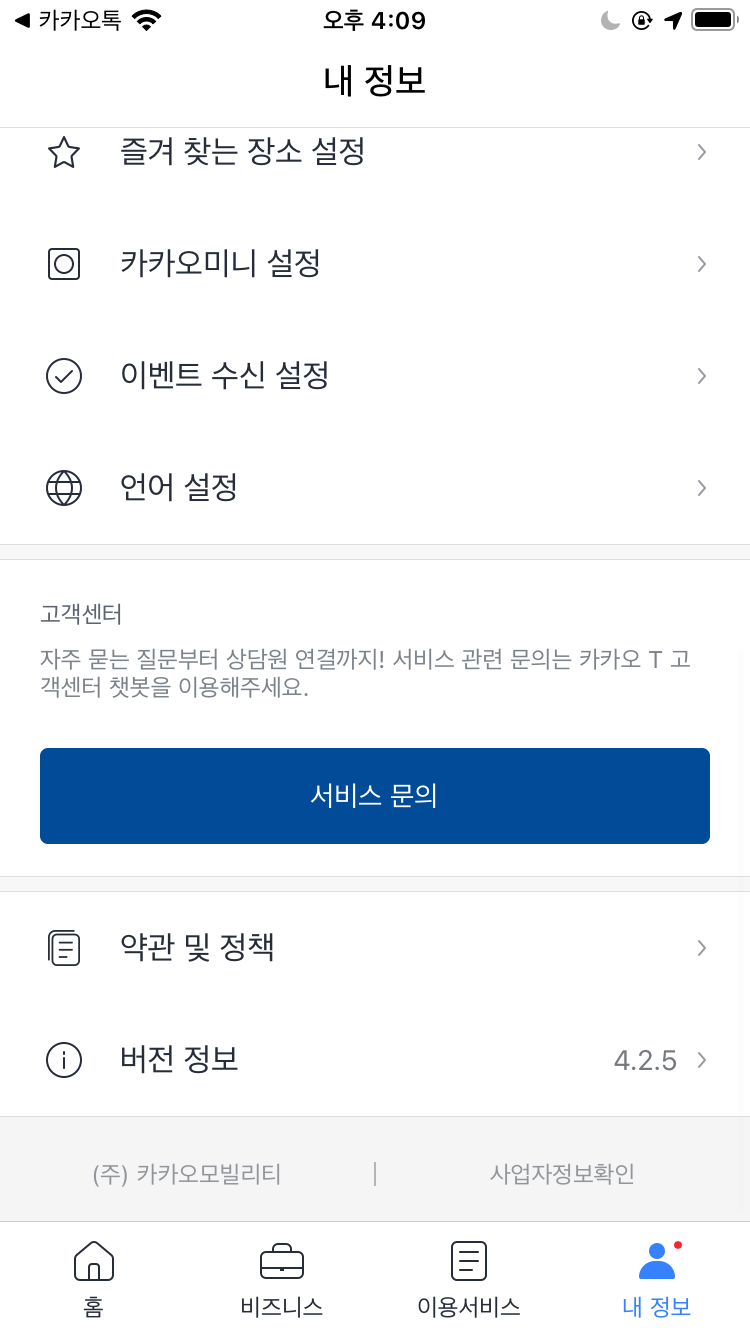 카카오톡 오후 4:09
내 정보
즐겨 찾는 장소 설정
카카오미니 설정
이벤트 수신 설정
언어 설정
고객센터
자주 묻는 질문부터 상담원 연결까지! 서비스 관련 문의는 카카오 T 고
객센터 챗봇을 이용해주세요.
서비스 문의
약관 및 정책
버전 정보 4.2.5
(주) 카카오모빌리티 | 사업자정보확인
홈 비즈니스 이용서비스 내 정보